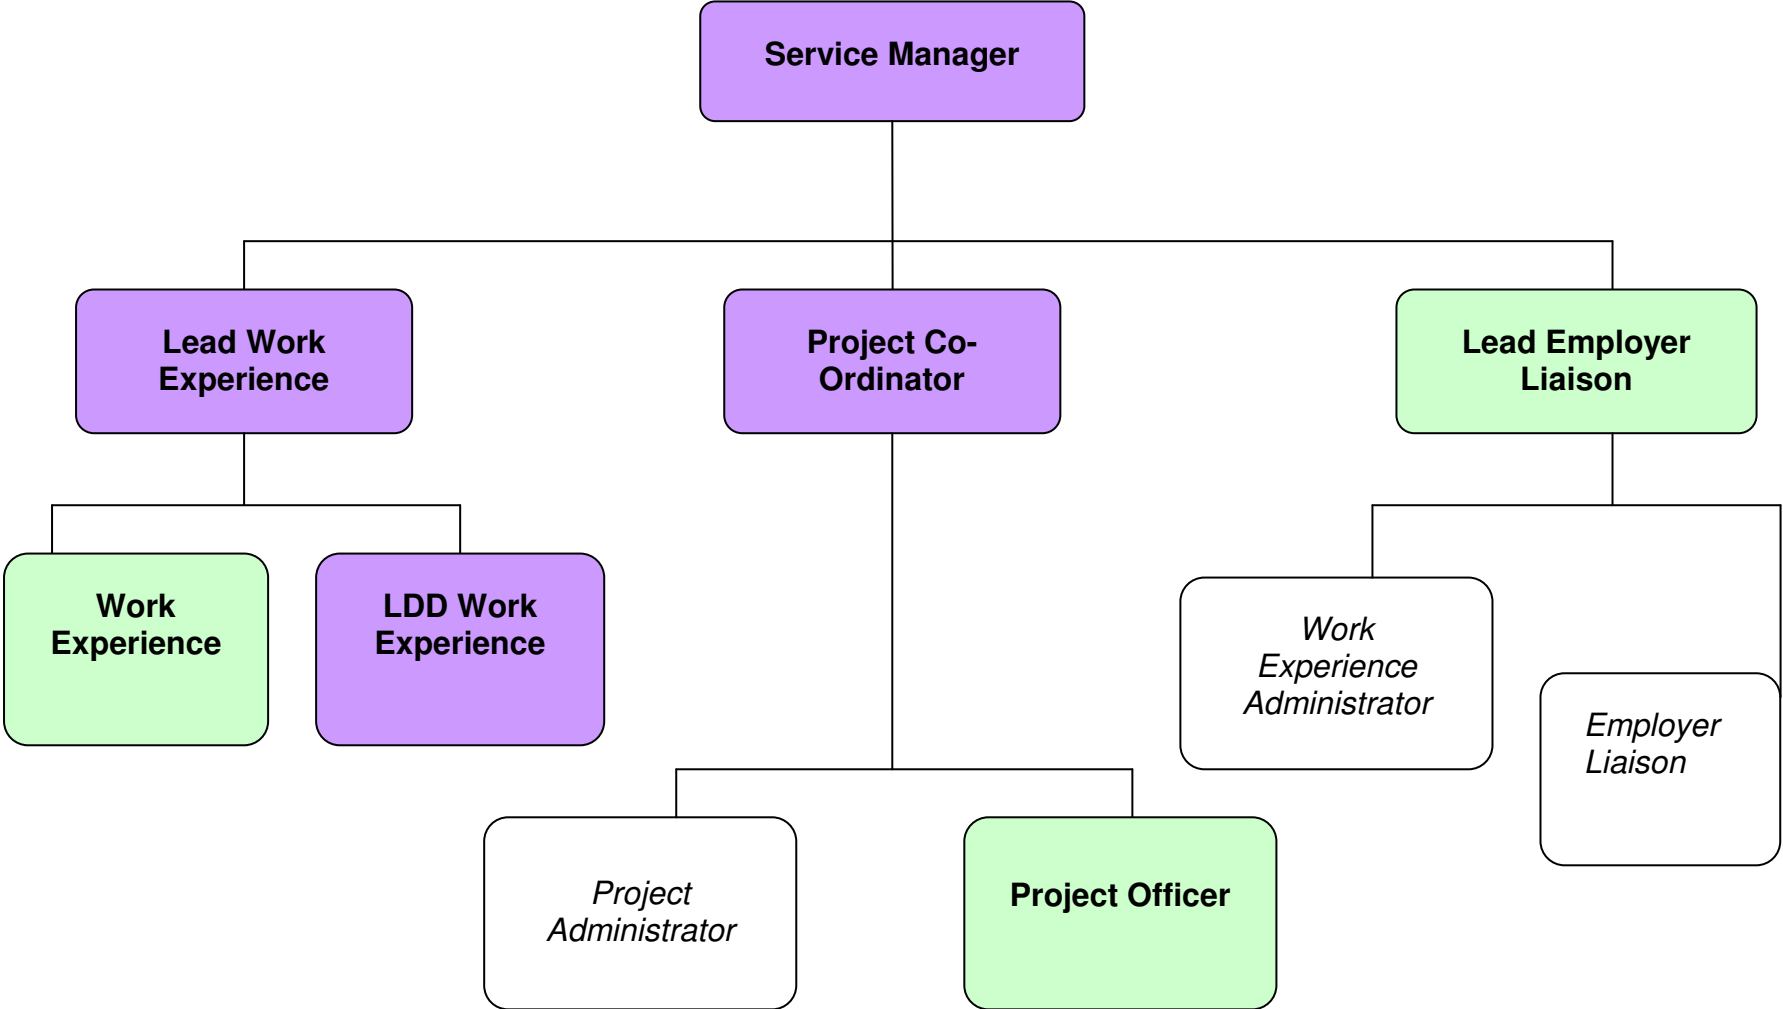 Service Manager
Lead Work
Experience
Project Co-
Ordinator
Lead Employer
Liaison
Work
Experience
LDD Work
Experience
Work
Experience
Administrator
Employer
Liaison
Project
Administrator
Project Officer